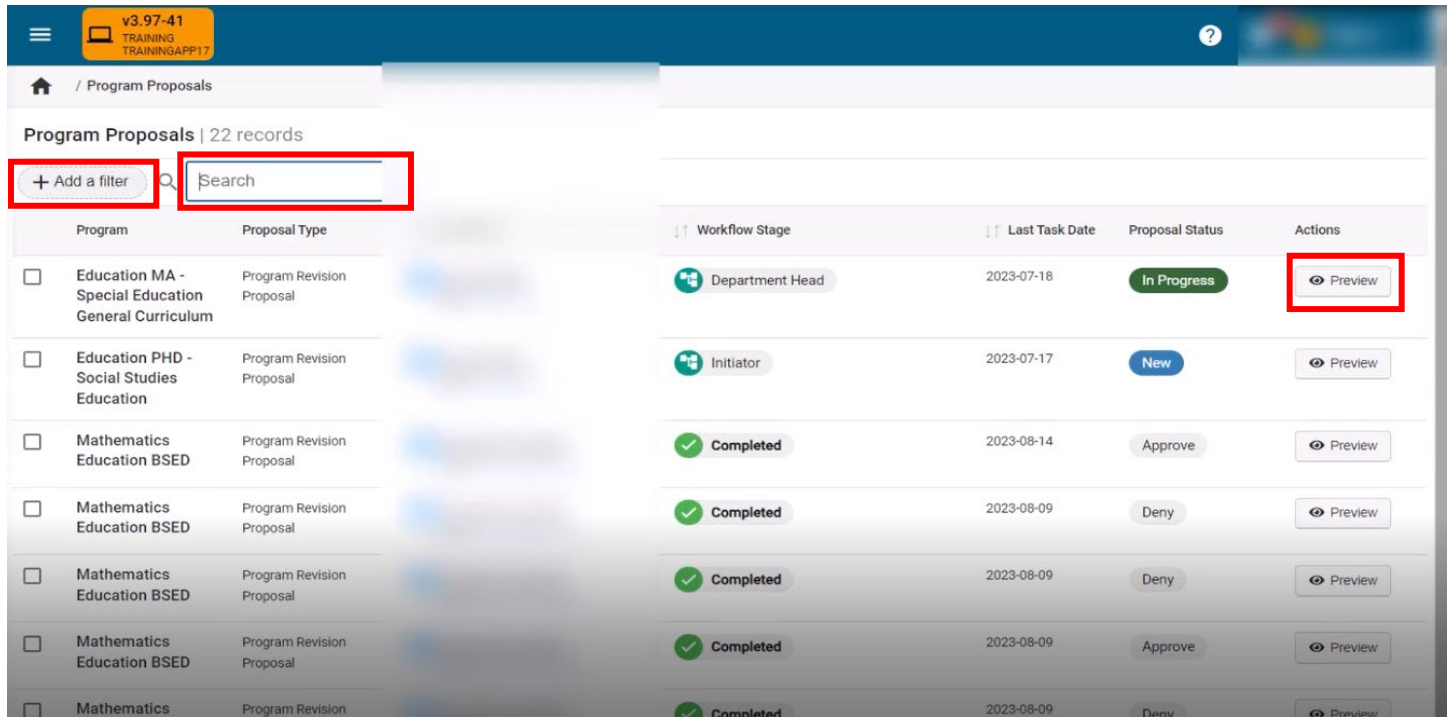 v3.97-41
TRAINING
TRAININGAPP17
/ Program Proposals
Program Proposals | 22 records
+ Add a filter
Search
Program Proposal Type Workflow Stage Last Task Date Proposal Status Actions
Education MA - Program Revision Department Head 2023-07-18 In Progress Preview
Special Education Proposal
General Curriculum
Education PHD - Program Revision Initiator 2023-07-17 New Preview
Social Studies Proposal
Education
Mathematics Program Revision Completed 2023-08-14 Approve Preview
Education BSED Proposal
Mathematics Program Revision Completed 2023-08-09 Deny Preview
Education BSED Proposal
Mathematics Program Revision Completed 2023-08-09 Deny Preview
Education BSED Proposal
Mathematics Program Revision Completed 2023-08-09 Approve Preview
Education BSED Proposal
Mathematics Program Revision Completed 2023-08-09 Deny Preview